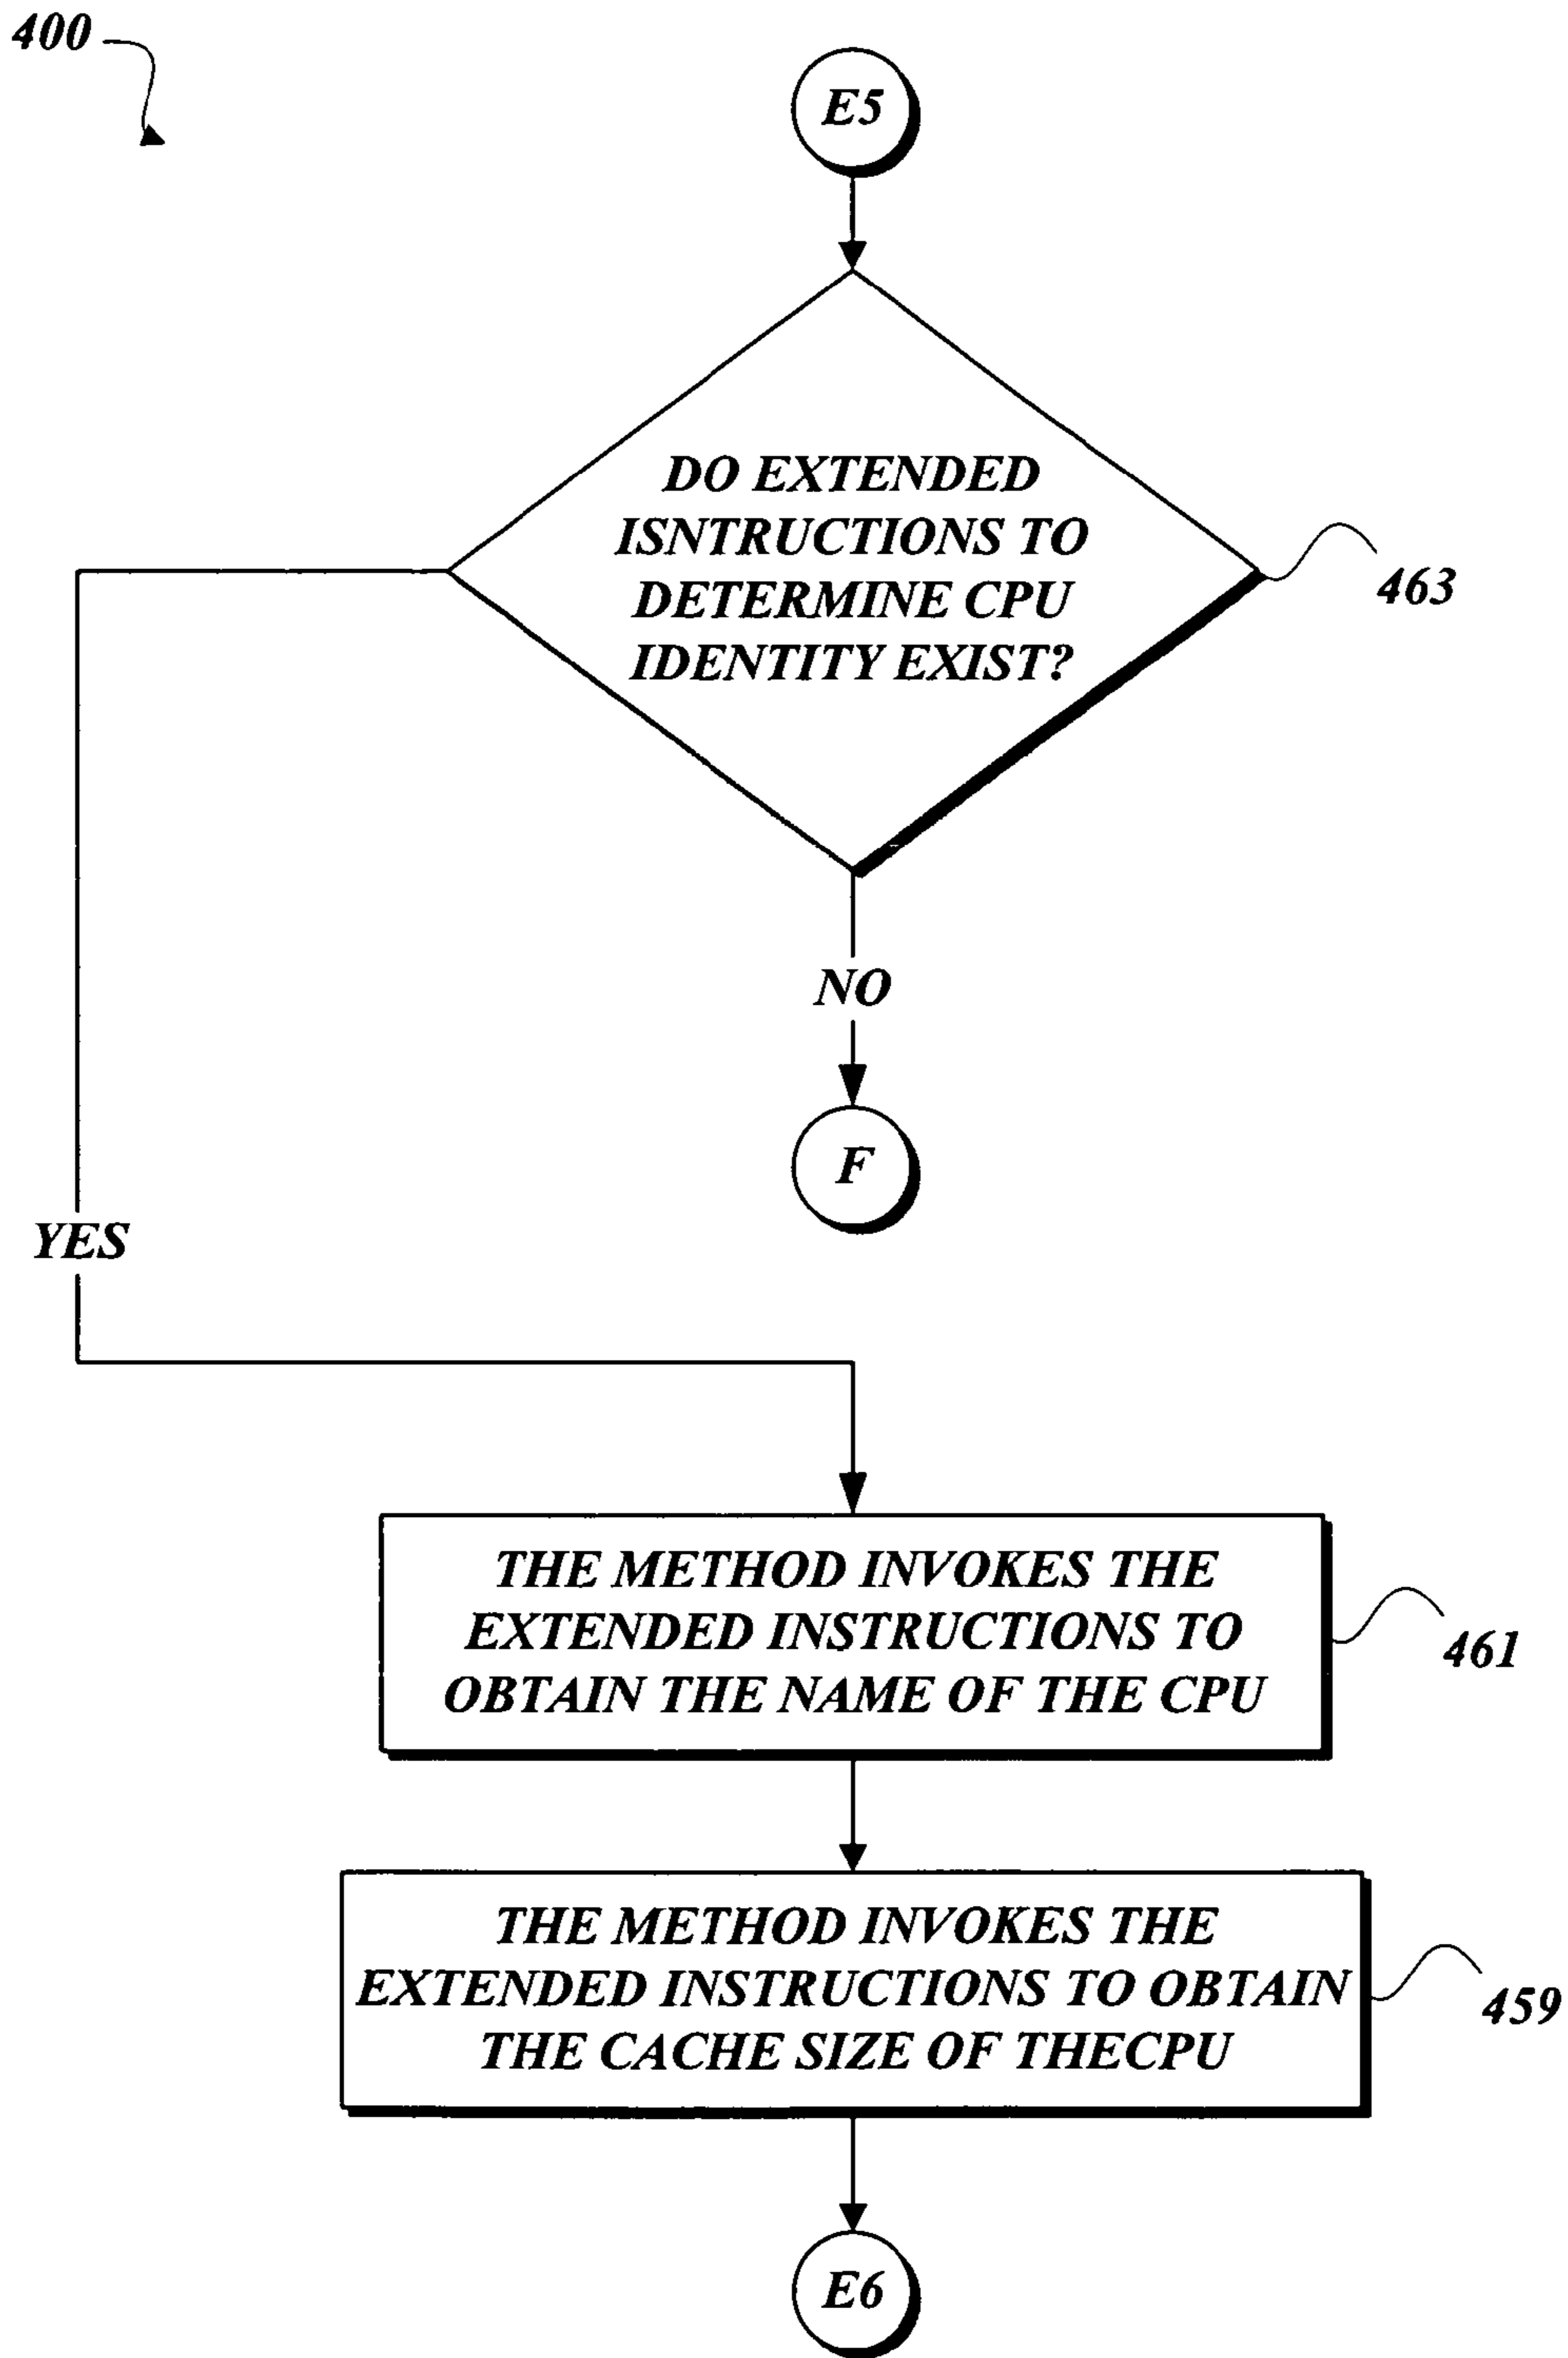 400
E5
DO EXTENDED
ISNTRUCTIONS TO
DETERMINE CPU
IDENTITY EXIST?
463
NO
F
YES
THE METHOD INVOKES THE
EXTENDED INSTRUCTIONS TO
OBTAIN THE NAME OF THE CPU
461
THE METHOD INVOKES THE
EXTENDED INSTRUCTIONS TO OBTAIN
THE CACHE SIZE OF THECPU
459
E6